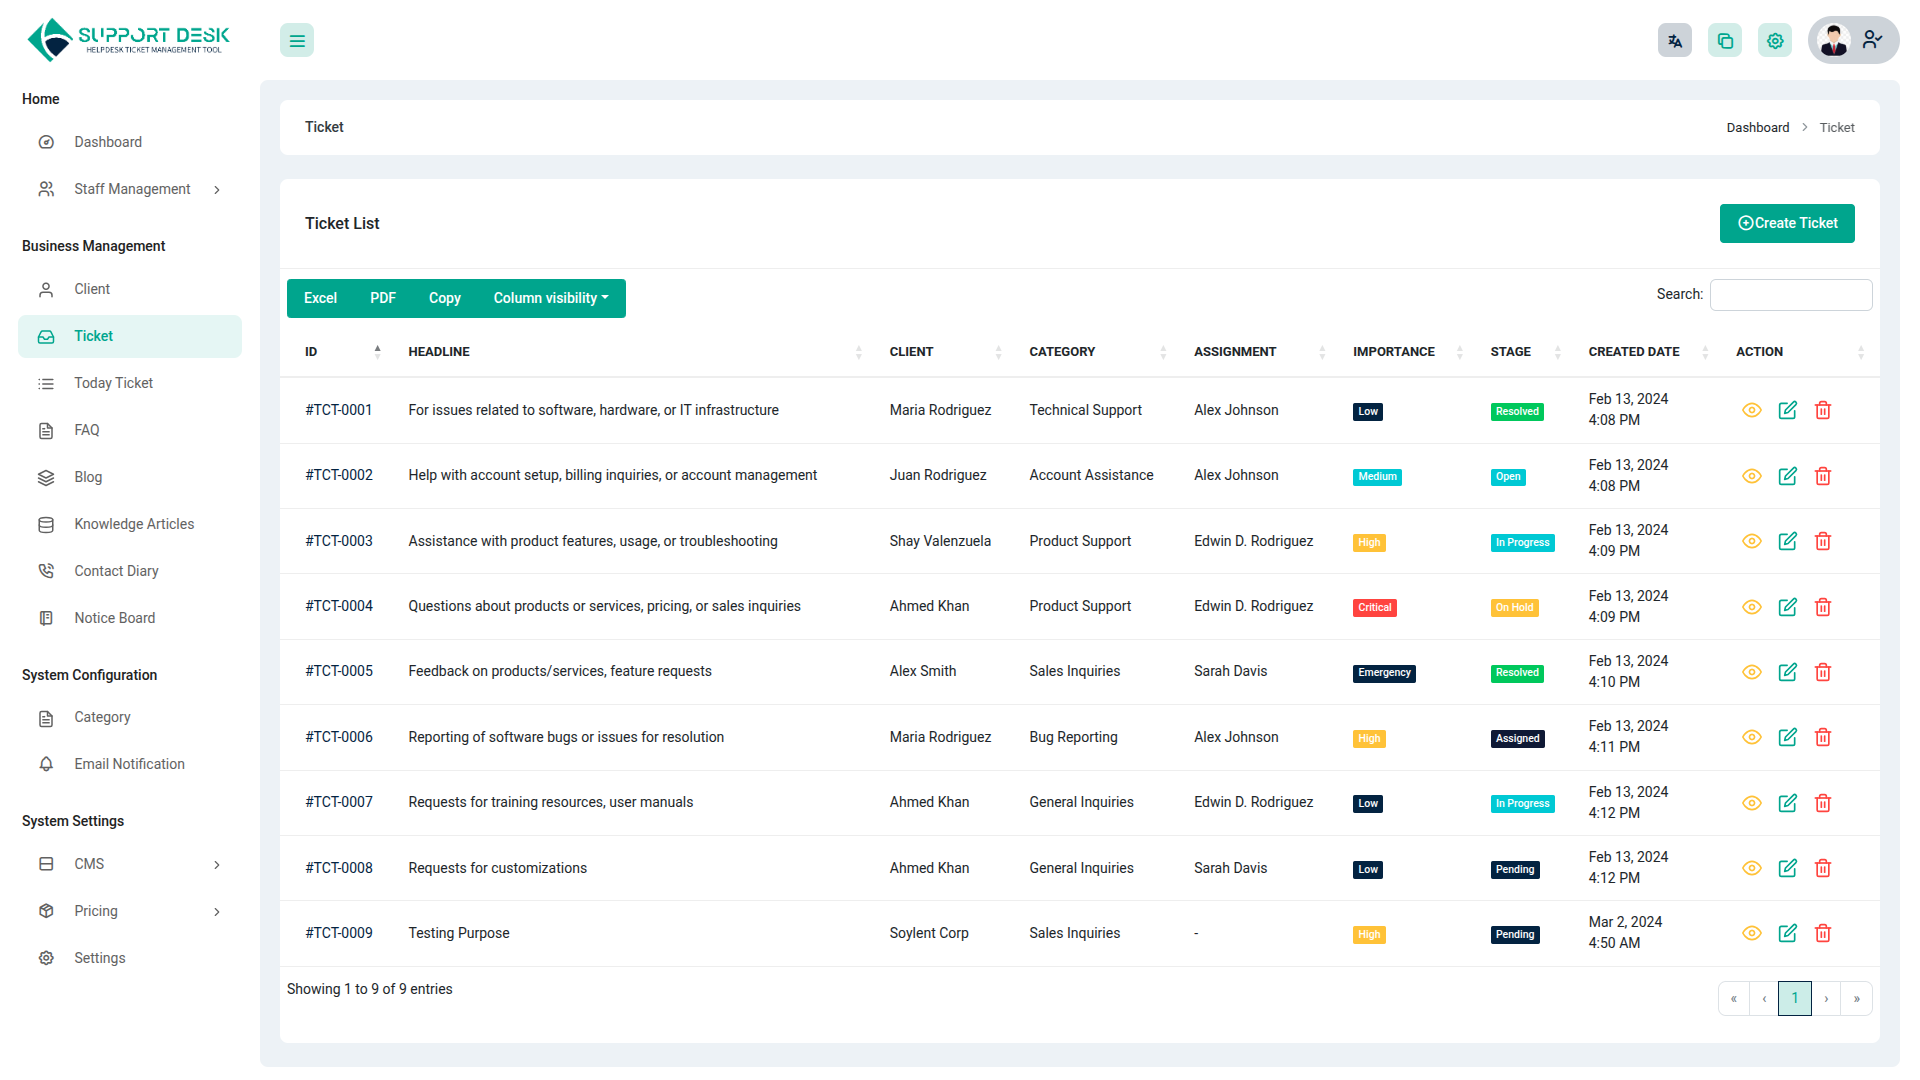 SUPPORT DESK
HELPDESK TICKET MANAGEMENT TOOL
Home
Dashboard
Staff Management
Business Management
Client
Ticket
Today Ticket
FAQ
Blog
Knowledge Articles
Contact Diary
Notice Board
System Configuration
Category
Email Notification
System Settings
CMS
Pricing
Settings
Ticket
Dashboard > Ticket
Ticket List
Create Ticket
Excel PDF Copy Column visibility
Search:
ID HEADLINE CLIENT CATEGORY ASSIGNMENT IMPORTANCE STAGE CREATED DATE ACTION
#TCT-0001 For issues related to software, hardware, or IT infrastructure Maria Rodriguez Technical Support Alex Johnson Low Resolved Feb 13, 2024
4:08 PM
#TCT-0002 Help with account setup, billing inquiries, or account management Juan Rodriguez Account Assistance Alex Johnson Medium Open Feb 13, 2024
4:08 PM
#TCT-0003 Assistance with product features, usage, or troubleshooting Shay Valenzuela Product Support Edwin D. Rodriguez High In Progress Feb 13, 2024
4:09 PM
#TCT-0004 Questions about products or services, pricing, or sales inquiries Ahmed Khan Product Support Edwin D. Rodriguez Critical On Hold Feb 13, 2024
4:09 PM
#TCT-0005 Feedback on products/services, feature requests Alex Smith Sales Inquiries Sarah Davis Emergency Resolved Feb 13, 2024
4:10 PM
#TCT-0006 Reporting of software bugs or issues for resolution Maria Rodriguez Bug Reporting Alex Johnson High Assigned Feb 13, 2024
4:11 PM
#TCT-0007 Requests for training resources, user manuals Ahmed Khan General Inquiries Edwin D. Rodriguez Low In Progress Feb 13, 2024
4:12 PM
#TCT-0008 Requests for customizations Ahmed Khan General Inquiries Sarah Davis Low Pending Feb 13, 2024
4:12 PM
#TCT-0009 Testing Purpose Soylent Corp Sales Inquiries - High Pending Mar 2, 2024
4:50 AM
Showing 1 to 9 of 9 entries
« ‹ 1 › »